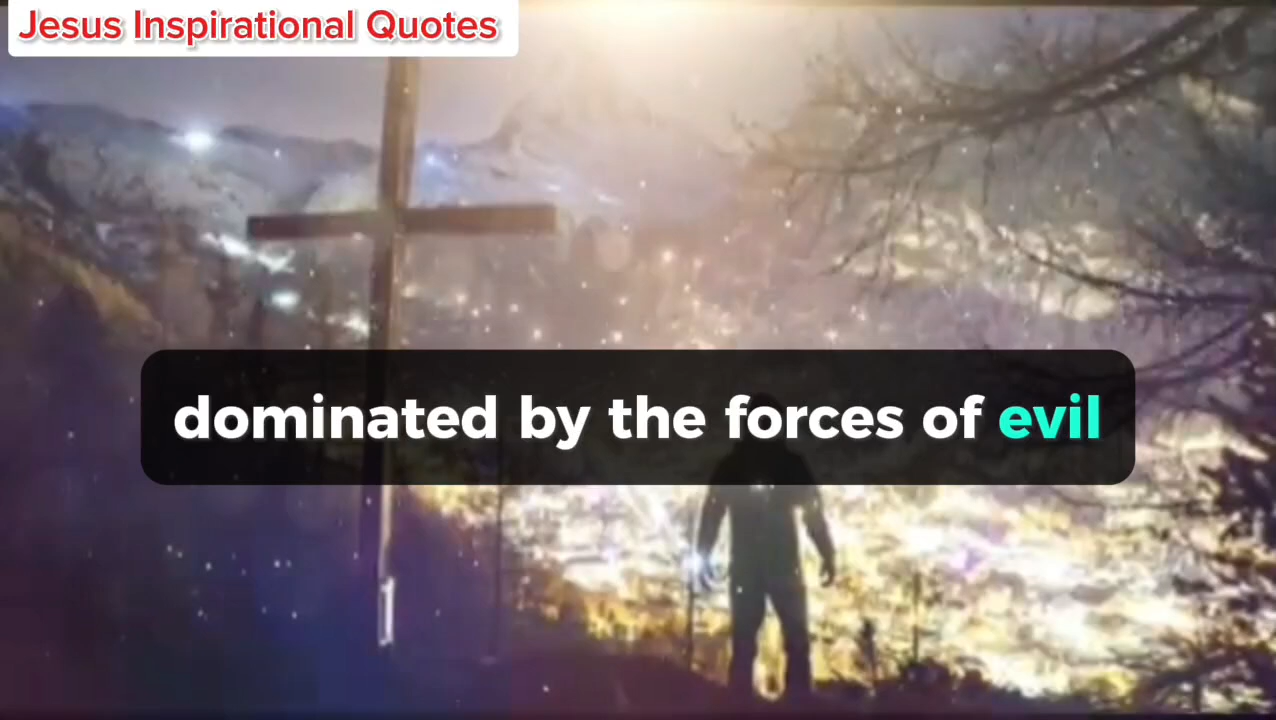 Jesus Inspirational Quotes
dominated by the forces of evil